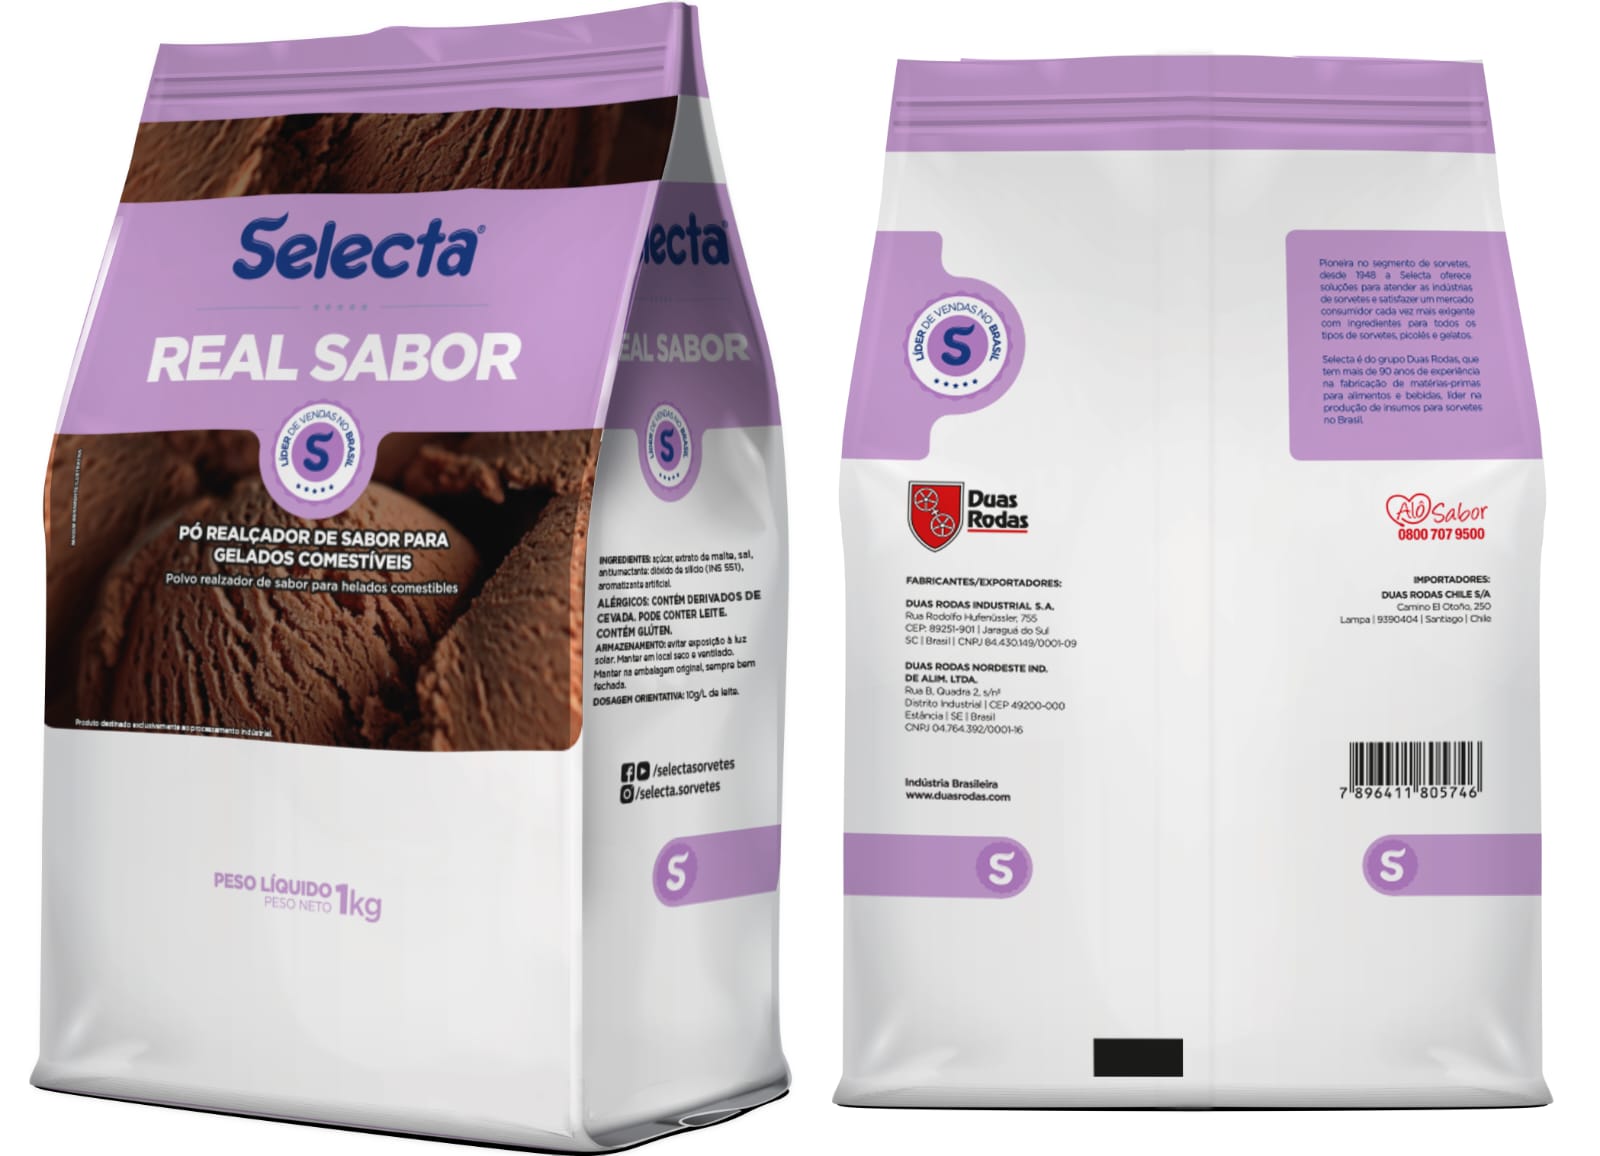 Selecta®
REAL SABOR
LÍDER DE VENDAS NO BRASIL
S
PÓ REALÇADOR DE SABOR PARA
GELADOS COMESTÍVEIS
Polvo realzador de sabor para helados comestibles
IMAGEM MERAMENTE ILUSTRATIVA
Produto destinado exclusivamente ao processamento industrial.
PESO LÍQUIDO
PESO NETO
1kg
lecta
EAL SABOR
LÍDER DE VENDAS NO BRASIL
S
INGREDIENTES: açúcar, extrato de malte, sal,
antiumectante: dióxido de silício (INS 551),
aromatizante artificial.
ALÉRGICOS: CONTÉM DERIVADOS DE
CEVADA. PODE CONTER LEITE.
CONTÉM GLÚTEN.
ARMAZENAMENTO: evitar exposição à luz
solar. Manter em local seco e ventilado.
Manter na embalagem original, sempre bem
fechada.
DOSAGEM ORIENTATIVA: 10g/L de leite.
/selectasorvetes
/selecta.sorvetes
S
LÍDER DE VENDAS NO BRASIL
S
Pioneira no segmento de sorvetes,
desde 1948 a Selecta oferece
soluções para atender as indústrias
de sorvetes e satisfazer um mercado
consumidor cada vez mais exigente
com ingredientes para todos os
tipos de sorvetes, picolés e gelatos.
Selecta é do grupo Duas Rodas, que
tem mais de 90 anos de experiência
na fabricação de matérias-primas
para alimentos e bebidas, líder na
produção de insumos para sorvetes
no Brasil.
Duas
Rodas
FABRICANTES/EXPORTADORES:
DUAS RODAS INDUSTRIAL S.A.
Rua Rodolfo Hufenüssler, 755
CEP: 89251-901 | Jaraguá do Sul
SC | Brasil | CNPJ 84.430.149/0001-09
DUAS RODAS NORDESTE IND.
DE ALIM. LTDA.
Rua B, Quadra 2, s/nº
Distrito Industrial | CEP 49200-000
Estância | SE | Brasil
CNPJ 04.764.392/0001-16
Indústria Brasileira
www.duasrodas.com
Alô Sabor
0800 707 9500
IMPORTADORES:
DUAS RODAS CHILE S/A
Camino El Otoño, 250
Lampa | 9390404 | Santiago | Chile
7 896411 805746
S
S